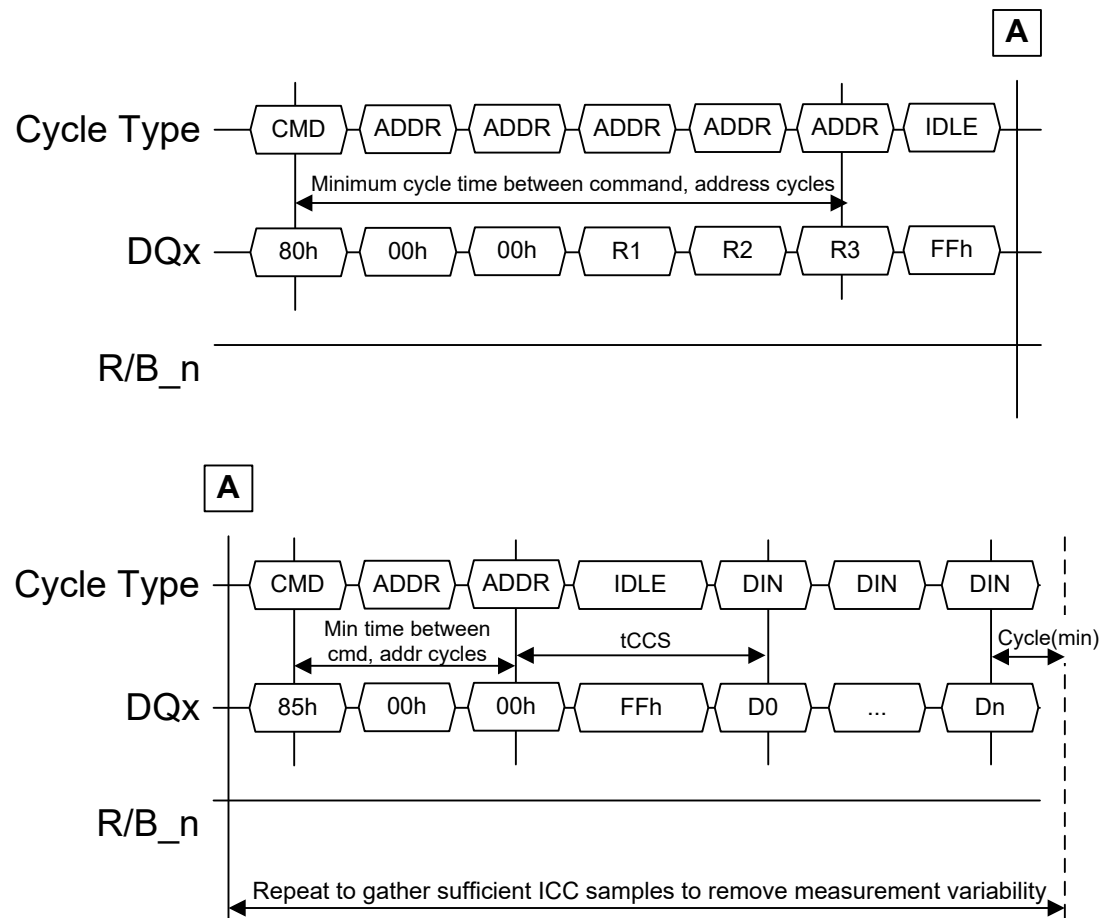 A
Cycle Type CMD ADDR ADDR ADDR ADDR ADDR IDLE
Minimum cycle time between command, address cycles
DQx 80h 00h 00h R1 R2 R3 FFh
R/B_n
A
Cycle Type CMD ADDR ADDR IDLE DIN DIN DIN
Min time between
cmd, addr cycles
tCCS
Cycle(min)
DQx 85h 00h 00h FFh D0 ... Dn
R/B_n
Repeat to gather sufficient ICC samples to remove measurement variability